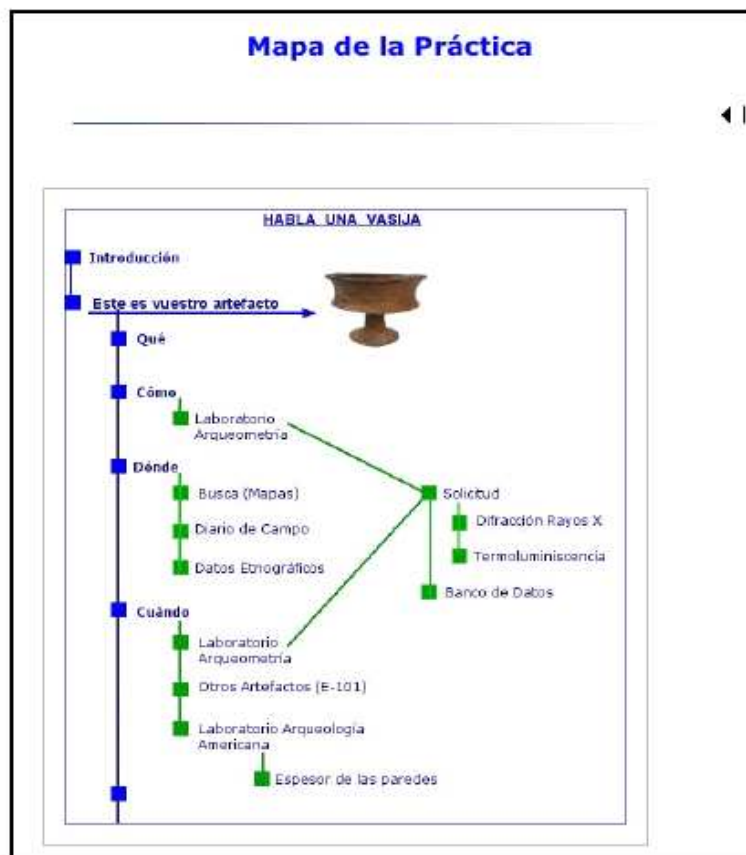 Mapa de la Práctica
HABLA UNA VASIJA
Introducción
Este es vuestro artefacto
Qué
Cómo
Laboratorio
Arqueometría
Dónde
Busca (Mapas)
Diario de Campo
Datos Etnográficos
Solicitud
Difracción Rayos X
Termoluminiscencia
Banco de Datos
Cuándo
Laboratorio
Arqueometría
Otros Artefactos (E-101)
Laboratorio Arqueología
Americana
Espesor de las paredes